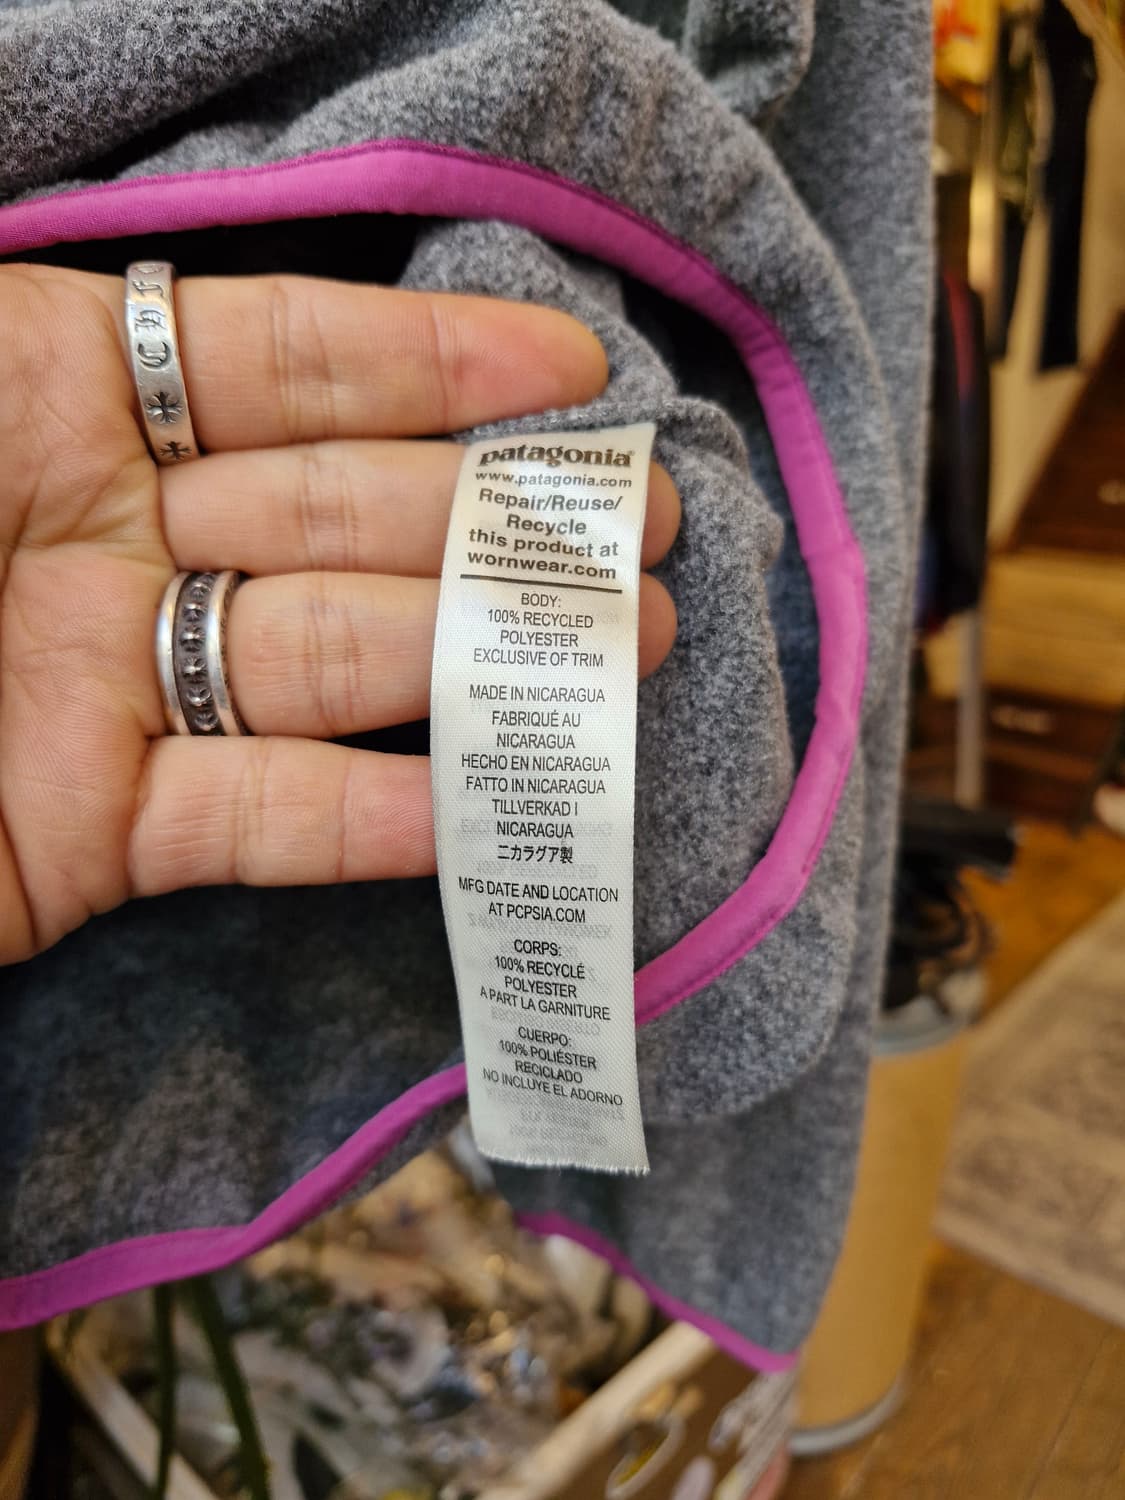 patagonia®
www.patagonia.com
Repair/Reuse/
Recycle
this product at
wornwear.com
BODY:
100% RECYCLED
POLYESTER
EXCLUSIVE OF TRIM
MADE IN NICARAGUA
FABRIQUÉ AU
NICARAGUA
HECHO EN NICARAGUA
FATTO IN NICARAGUA
TILLVERKAD I
NICARAGUA
ニカラグア製
MFG DATE AND LOCATION
AT PCPSIA.COM
CORPS:
100% RECYCLÉ
POLYESTER
A PART LA GARNITURE
CUERPO:
100% POLIÉSTER
RECICLADO
NO INCLUYE EL ADORNO